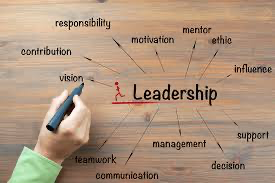 responsibility
mentor
motivation
ethic
contribution
influence
vision
Leadership
support
management
teamwork
decision
communication